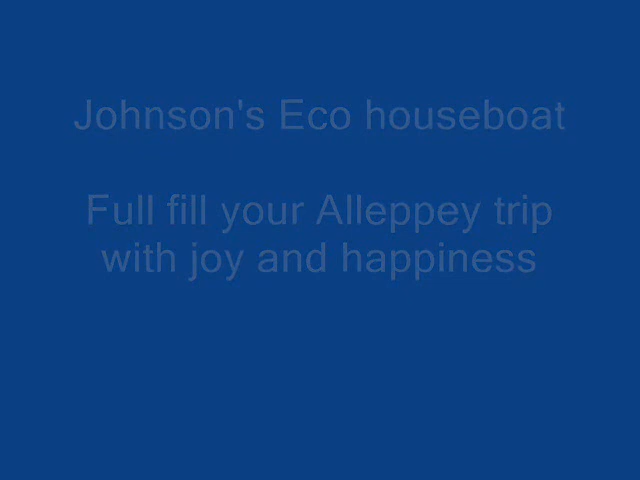 Johnson's Eco houseboat
Full fill your Alleppey trip
with joy and happiness